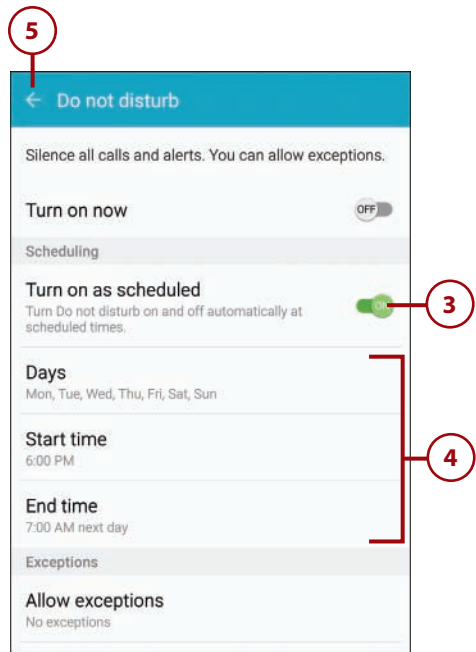 5
← Do not disturb
Silence all calls and alerts. You can allow exceptions.
Turn on now
OFF
Scheduling
Turn on as scheduled
Turn Do not disturb on and off automatically at
scheduled times.
ON
3
Days
Mon, Tue, Wed, Thu, Fri, Sat, Sun
Start time
6:00 PM
4
End time
7:00 AM next day
Exceptions
Allow exceptions
No exceptions